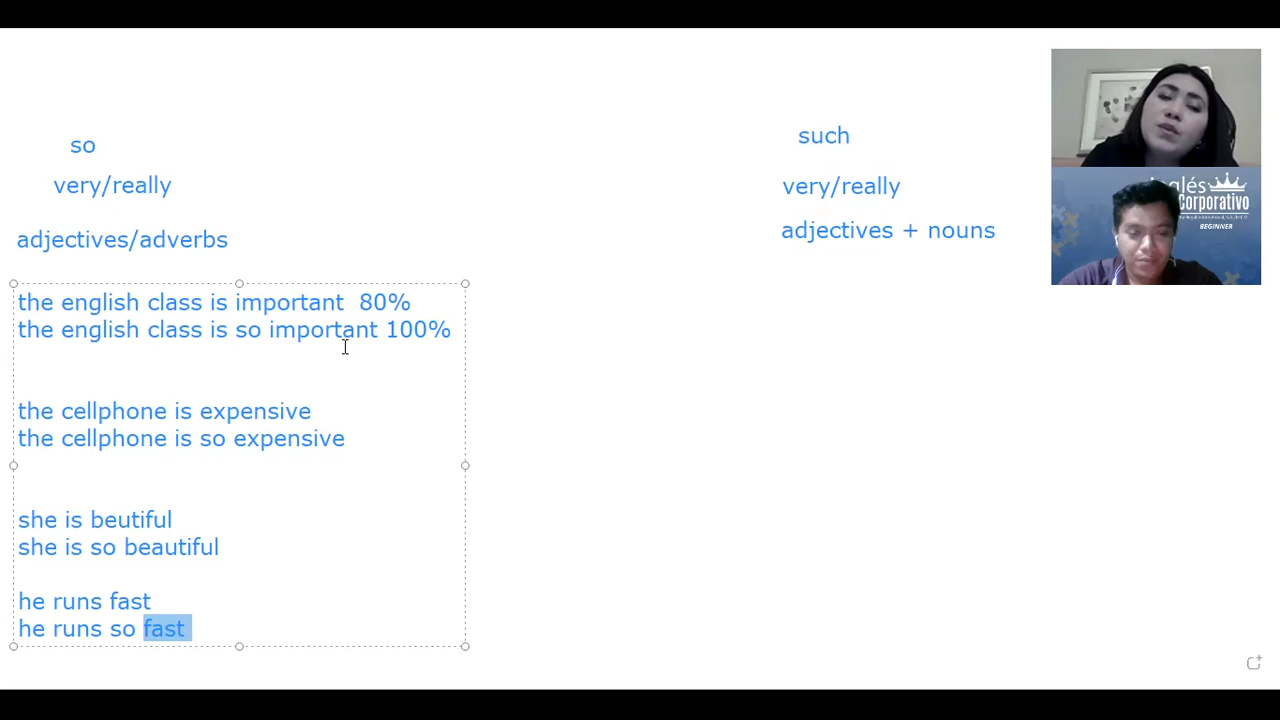 so
very/really
adjectives/adverbs
the english class is important 80%
the english class is so important 100%
the cellphone is expensive
the cellphone is so expensive
she is beutiful
she is so beautiful
he runs fast
he runs so fast
such
very/really
adjectives + nouns
Corporativo
BEGINNER